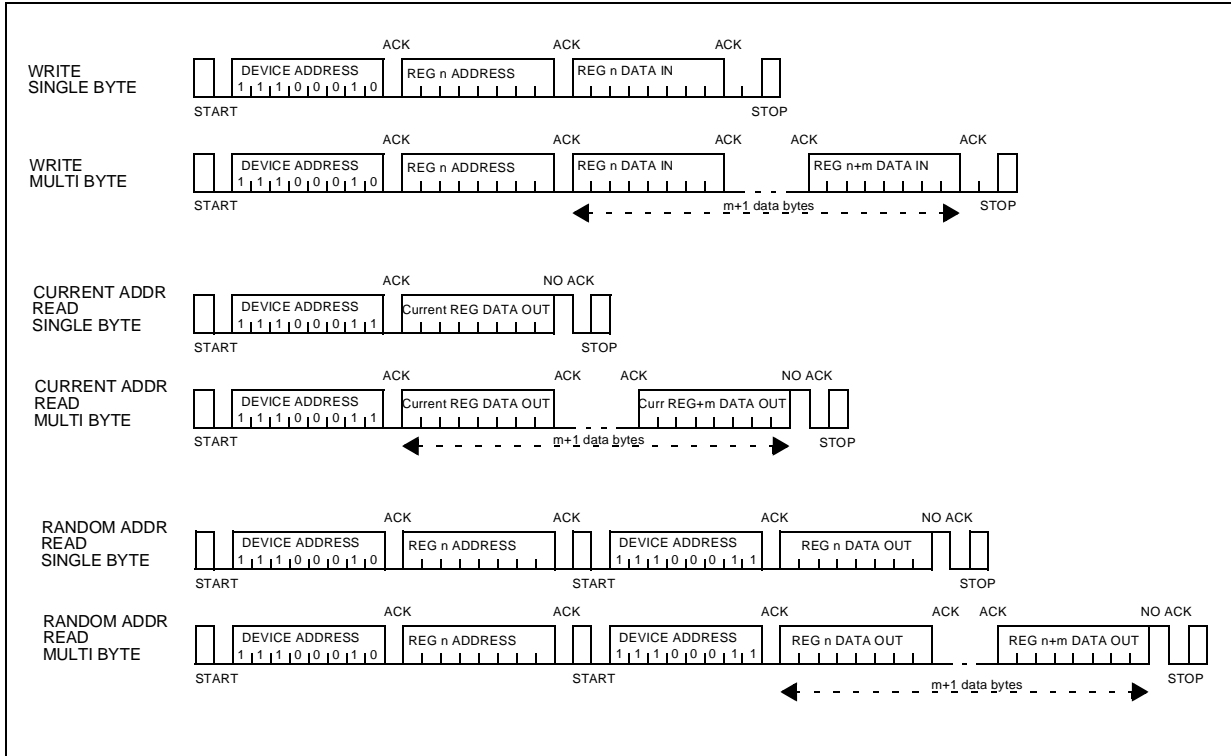 ACK ACK ACK
WRITE
SINGLE BYTE
DEVICE ADDRESS REG n ADDRESS REG n DATA IN
1 1 1 0 0 0 1 0
START STOP
ACK ACK ACK ACK ACK
WRITE
MULTI BYTE
DEVICE ADDRESS REG n ADDRESS REG n DATA IN REG n+m DATA IN
1 1 1 0 0 0 1 0
START m+1 data bytes STOP
ACK NO ACK
CURRENT ADDR
READ
SINGLE BYTE
DEVICE ADDRESS Current REG DATA OUT
1 1 1 0 0 0 1 1
START STOP
ACK ACK ACK NO ACK
CURRENT ADDR
READ
MULTI BYTE
DEVICE ADDRESS Current REG DATA OUT Curr REG+m DATA OUT
1 1 1 0 0 0 1 1
START m+1 data bytes STOP
ACK ACK ACK NO ACK
RANDOM ADDR
READ
SINGLE BYTE
DEVICE ADDRESS REG n ADDRESS DEVICE ADDRESS REG n DATA OUT
1 1 1 0 0 0 1 0 1 1 1 0 0 0 1 1
START START STOP
ACK ACK ACK ACK ACK NO ACK
RANDOM ADDR
READ
MULTI BYTE
DEVICE ADDRESS REG n ADDRESS DEVICE ADDRESS REG n DATA OUT REG n+m DATA OUT
1 1 1 0 0 0 1 0 1 1 1 0 0 0 1 1
START START m+1 data bytes STOP